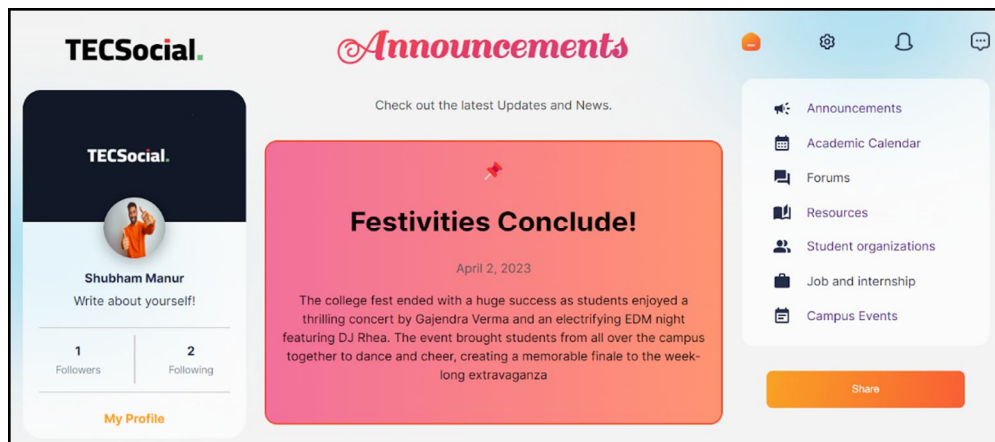 TECSocial.
TECSocial.
Shubham Manur
Write about yourself!
1
2
Followers
Following
My Profile
Announcements
Check out the latest Updates and News.
Festivities Conclude!
April 2, 2023
The college fest ended with a huge success as students enjoyed a
thrilling concert by Gajendra Verma and an electrifying EDM night
featuring DJ Rhea. The event brought students from all over the campus
together to dance and cheer, creating a memorable finale to the week-
long extravaganza
Announcements
Academic Calendar
Forums
Resources
Student organizations
Job and internship
Campus Events
Share